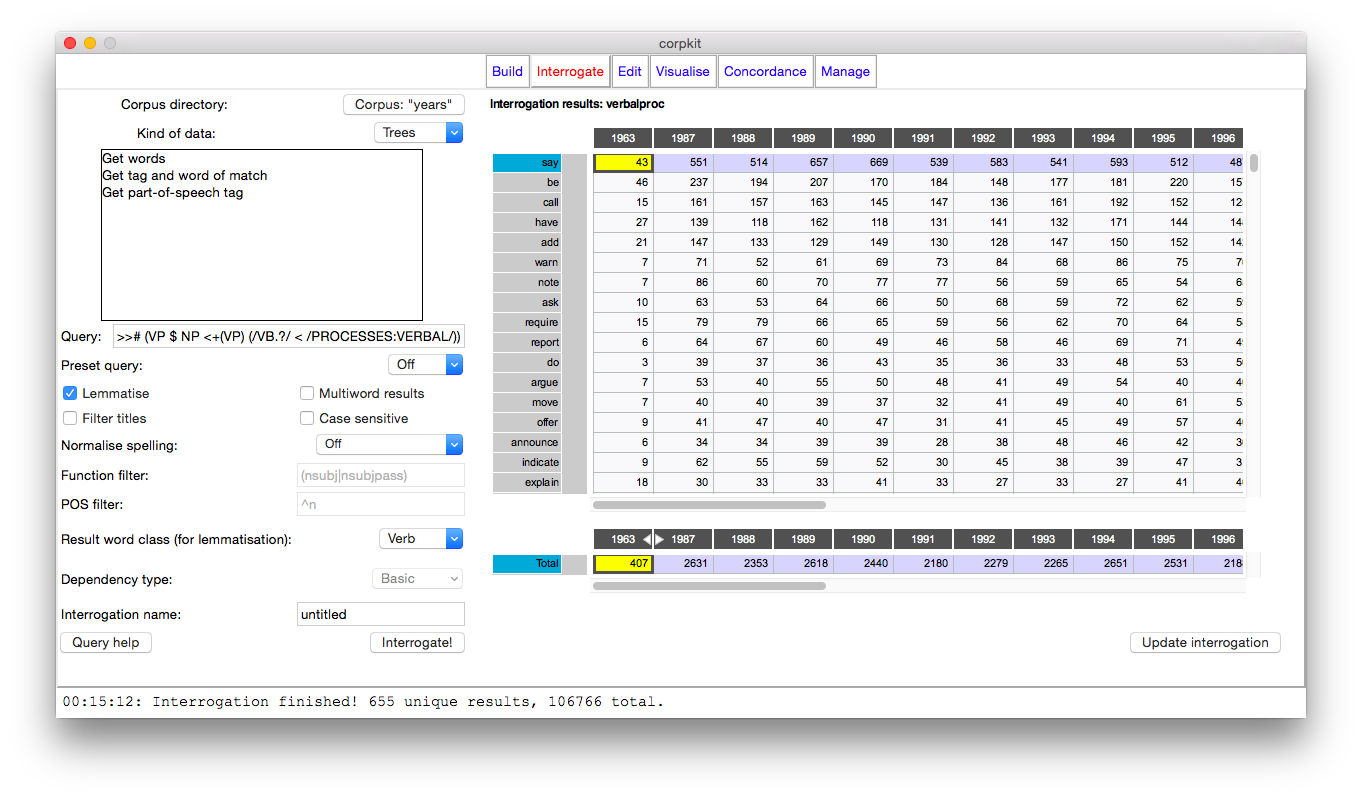 corpkit
Build Interrogate Edit Visualise Concordance Manage
Corpus directory: Corpus: "years"
Kind of data: Trees
Get words
Get tag and word of match
Get part-of-speech tag
Query: >># (VP $ NP <+(VP) (/VB.?/ < /PROCESSES:VERBAL/))
Preset query: Off
Lemmatise Multiword results
Filter titles Case sensitive
Normalise spelling: Off
Function filter: (nsubj|nsubjpass)
POS filter: ^n
Result word class (for lemmatisation): Verb
Dependency type: Basic
Interrogation name: untitled
Query help Interrogate!
Interrogation results: verbalproc
1963 1987 1988 1989 1990 1991 1992 1993 1994 1995 1996
say 43 551 514 657 669 539 583 541 593 512 48
be 46 237 194 207 170 184 148 177 181 220 15
call 15 161 157 163 145 147 136 161 192 152 12
have 27 139 118 162 118 131 141 132 171 144 14
add 21 147 133 129 149 130 128 147 150 152 14
warn 7 71 52 61 69 73 84 68 86 75 7
note 7 86 60 70 77 77 56 59 65 54 6
ask 10 63 53 64 66 50 68 59 72 62 5
require 15 79 79 66 65 59 56 62 70 64 5
report 6 64 67 60 49 46 58 46 69 71 4
do 3 39 37 36 43 35 36 33 48 53 5
argue 7 53 40 55 50 48 41 49 54 40 4
move 7 40 40 39 37 32 41 49 40 61 5
offer 9 41 47 40 47 31 41 45 49 57 4
announce 6 34 34 39 39 28 38 48 46 42 3
indicate 9 62 55 59 52 30 45 38 39 47 3
explain 18 30 33 33 41 33 27 33 27 41 4
1963 1987 1988 1989 1990 1991 1992 1993 1994 1995 1996
Total 407 2631 2353 2618 2440 2180 2279 2265 2651 2531 218
Update interrogation
00:15:12: Interrogation finished! 655 unique results, 106766 total.